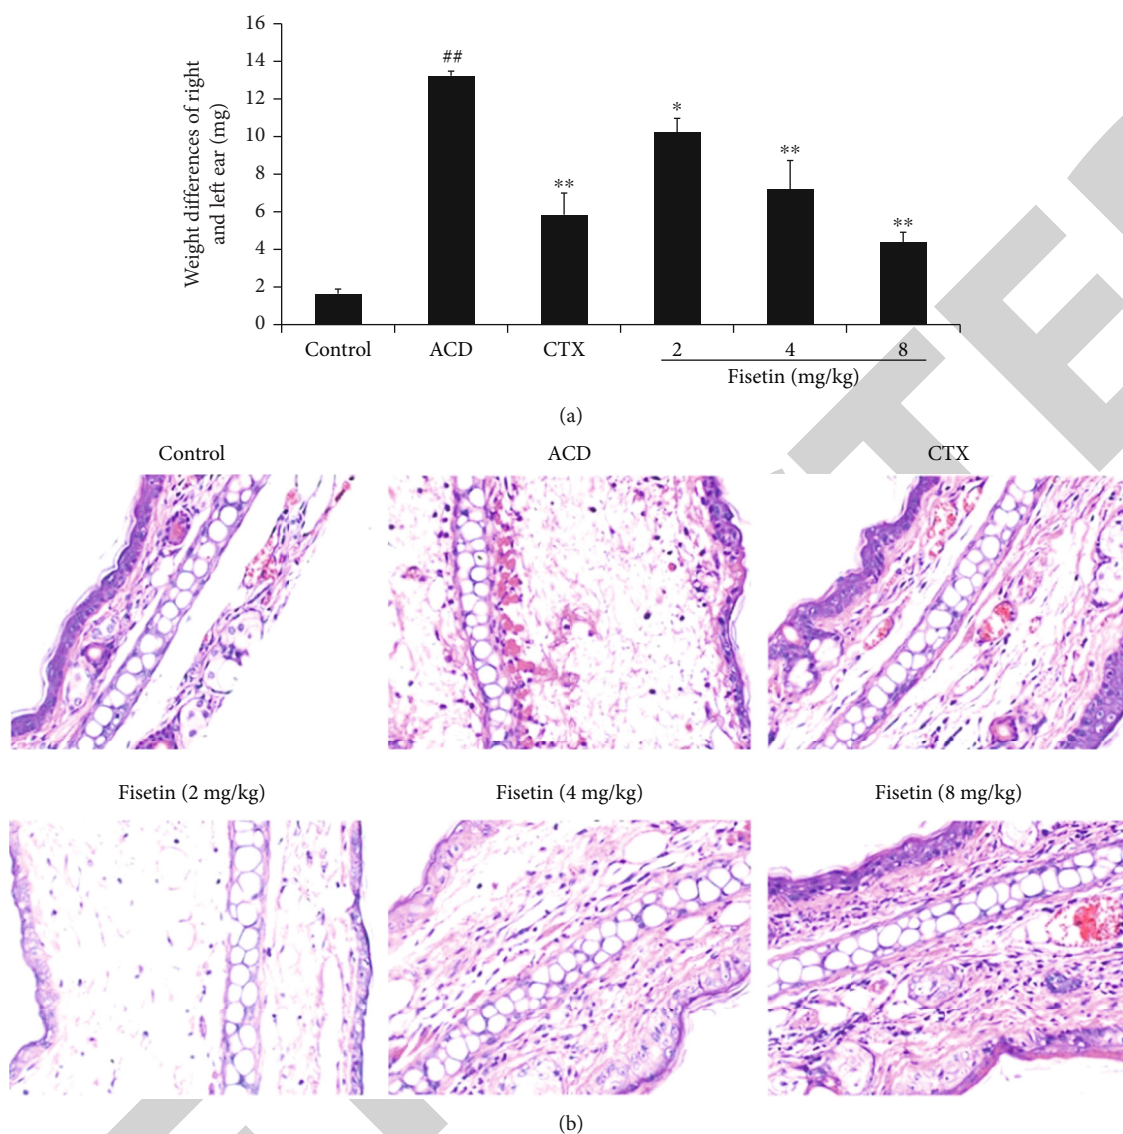 16
14
12
10
8
6
4
2
0
Weight differences of right
and left ear (mg)
##
**
*
**
**
Control
ACD
CTX
2
4
8
Fisetin (mg/kg)
(a)
Control
ACD
CTX
Fisetin (2 mg/kg)
Fisetin (4 mg/kg)
Fisetin (8 mg/kg)
(b)